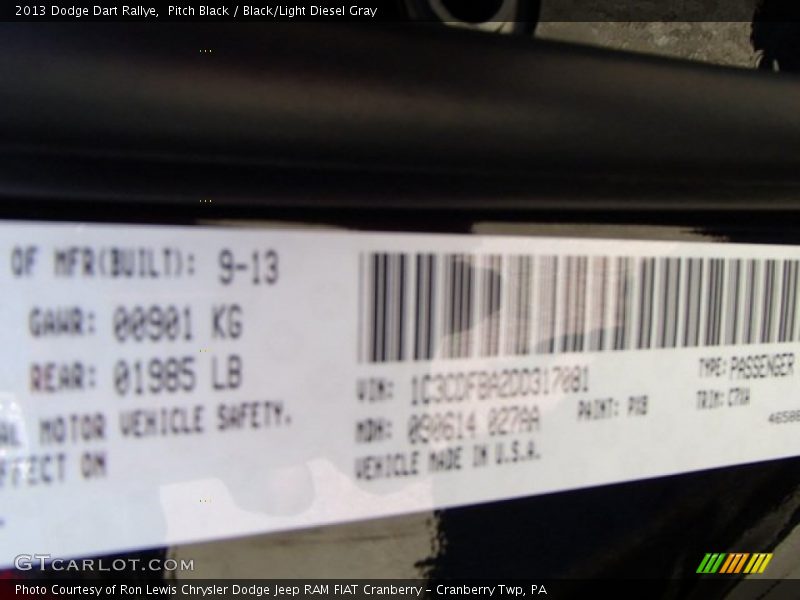 2013 Dodge Dart Rallye,  Pitch Black / Black/Light Diesel Gray
OF MFR(BUILT): 9-13
GAWR: 00901 KG
REAR: 01985 LB
AL MOTOR VEHICLE SAFETY.
FFECT ON
VIN: 1C3CDFBA2DD317081
TYPE: PASSENGER
MDH: 090614 027AA
PAINT: PXB
TRIM: C7XA
VEHICLE MADE IN U.S.A.
GTCARLOT.COM
Photo Courtesy of Ron Lewis Chrysler Dodge Jeep RAM FIAT Cranberry – Cranberry Twp, PA